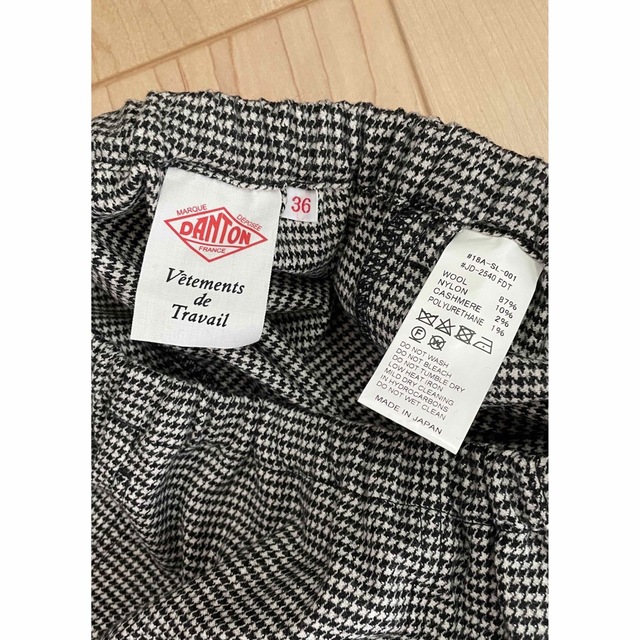 MARQUE DÉPOSÉE
DANTON
FRANCE
Vêtements
de
Travail
36
#18A-SL-001
#JD-2540 FDT
WOOL 87%
NYLON 10%
CASHMERE 2%
POLYURETHANE 1%
DO NOT WASH
DO NOT BLEACH
DO NOT TUMBLE DRY
LOW HEAT IRON
MILD DRY CLEANING
IN HYDROCARBONS
DO NOT WET CLEAN
MADE IN JAPAN